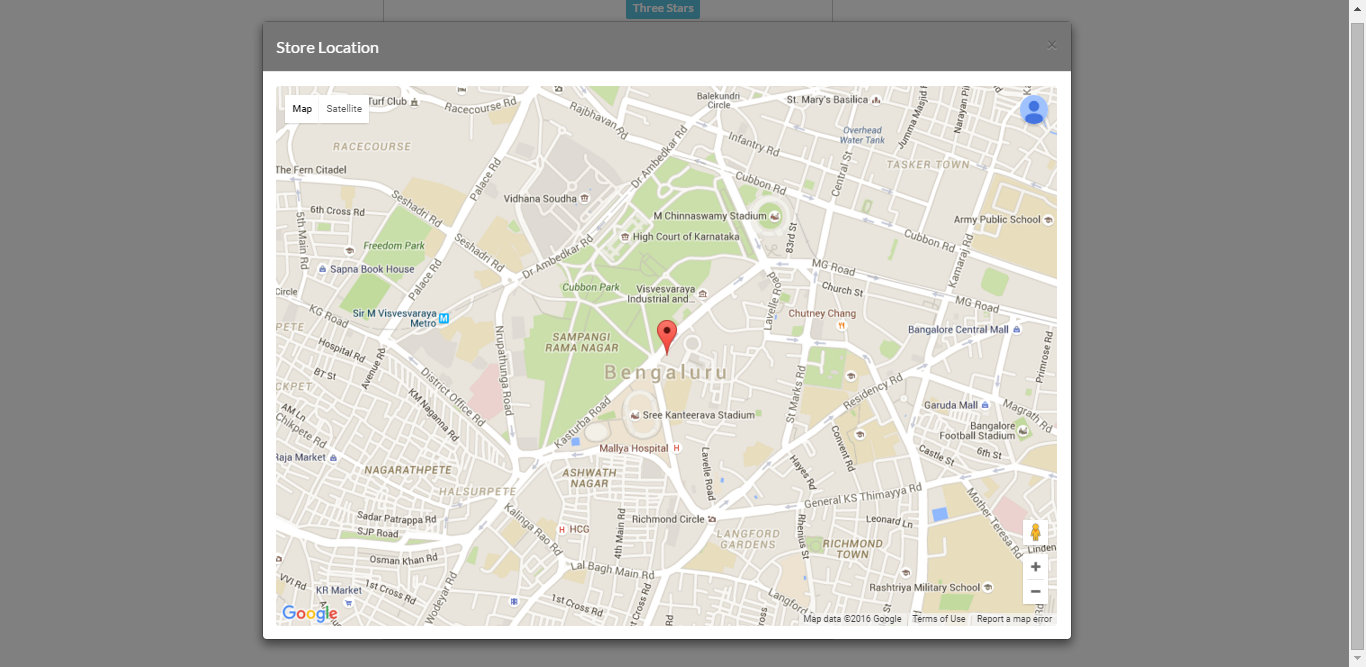 Three Stars
Store Location
×
Map
Satellite
Turf Club
Racecourse Rd
Rajbhavan Rd
Balekundri
Circle
St. Mary's Basilica
Jumma Masjid
Narayan Pi
Infantry Rd
Overhead
Water Tank
RACECOURSE
Dr Ambedkar Rd
Central St
TASKER TOWN
The Fern Citadel
Palace Rd
Cubbon Rd
Seshadri Rd
Vidhana Soudha
6th Cross Rd
5th Main Rd
M Chinnaswamy Stadium
Army Public School
High Court of Karnataka
83rd St
Cubbon Rd
Freedom Park
Seshadri Rd
Kamaraj Rd
Sapna Book House
Dr Ambedkar Rd
MG Road
Palace Rd
Circle
Cubbon Park
Visvesvaraya
Industrial and...
Church St
MG Road
KG Road
Sir M Visvesvaraya
Metro
Lavelle Road
Chutney Chang
Bangalore Central Mall
PETE
Nrupathunga Road
SAMPANGI
RAMA NAGAR
Hospital Rd
Avenue Rd
Primrose Rd
BT St
Bengaluru
CKPET
District Office Rd
St Marks Rd
Residency Rd
KM Naganna Rd
Kasturba Road
Sree Kanteerava Stadium
Garuda Mall
Magrath Rd
AM Ln
Chikpete Rd
Bangalore
Football Stadium
Convent Rd
Mallya Hospital
Castle St
6th St
Raja Market
Lavelle Road
Hayes Rd
NAGARATHPETE
ASHWATH
NAGAR
HALSURPETE
General KS Thimayya Rd
Mother Teresa Rd
Sadar Patrappa Rd
Kalinga Rao Rd
Richmond Circle
Leonard Ln
SJP Road
HCG
4th Main Rd
Rhenius St
LANGFORD
GARDENS
RICHMOND
TOWN
Linden
Osman Khan Rd
Lal Bagh Main Rd
VVI Rd
KR Market
1st Cross Rd
Wodeyar Rd
1st Cross Rd
1st Cross Rd
Langford
Rashtriya Military School
+
−
Google
Map data ©2016 Google
Terms of Use
Report a map error